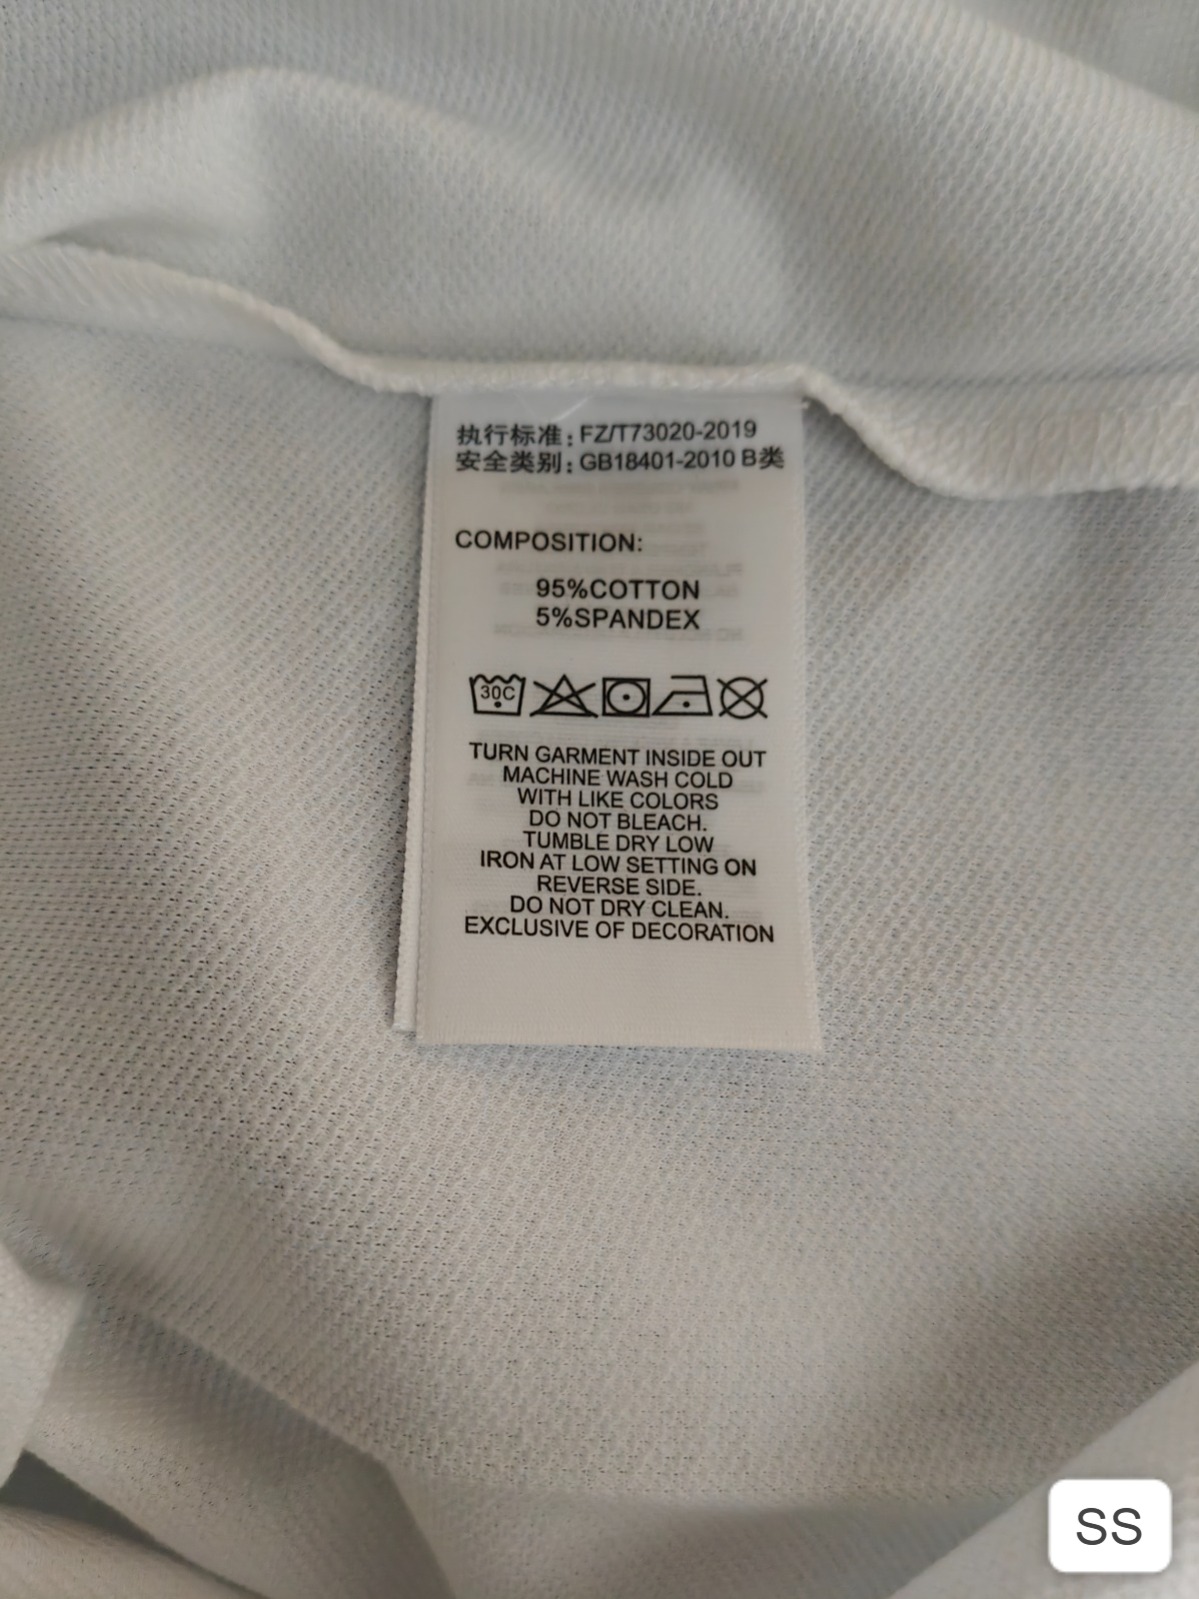 执行标准：FZ/T73020-2019
安全类别：GB18401-2010 B类
COMPOSITION:
95%COTTON
5%SPANDEX
30C
TURN GARMENT INSIDE OUT
MACHINE WASH COLD
WITH LIKE COLORS
DO NOT BLEACH.
TUMBLE DRY LOW
IRON AT LOW SETTING ON
REVERSE SIDE.
DO NOT DRY CLEAN.
EXCLUSIVE OF DECORATION
SS